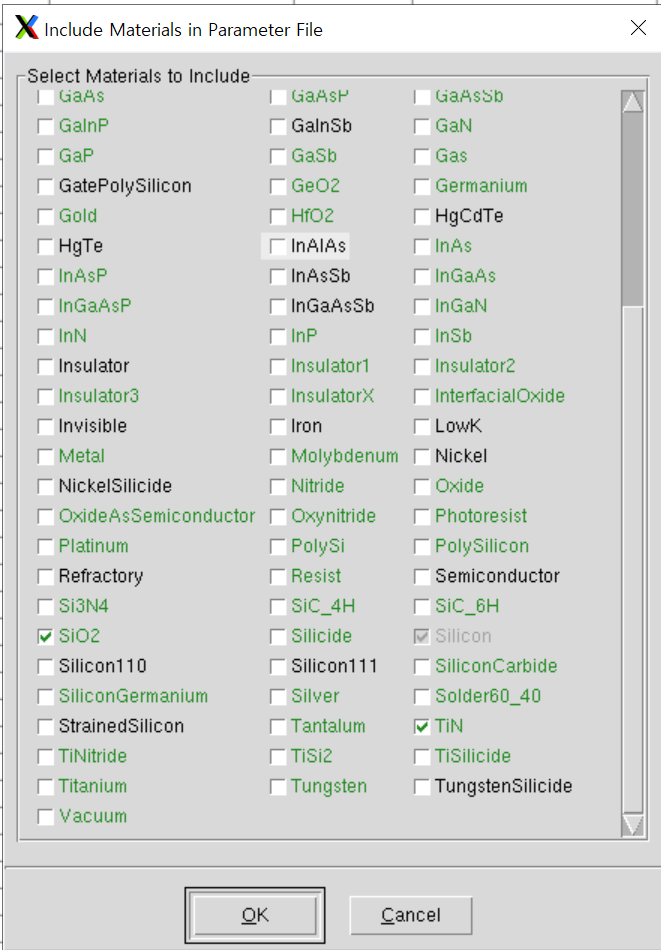 Include Materials in Parameter File
Select Materials to Include
GaAs GaAsP GaAsSb
GaInP GaInSb GaN
GaP GaSb Gas
GatePolySilicon GeO2 Germanium
Gold HfO2 HgCdTe
HgTe InAlAs InAs
InAsP InAsSb InGaAs
InGaAsP InGaAsSb InGaN
InN InP InSb
Insulator Insulator1 Insulator2
Insulator3 InsulatorX InterfacialOxide
Invisible Iron LowK
Metal Molybdenum Nickel
NickelSilicide Nitride Oxide
OxideAsSemiconductor Oxynitride Photoresist
Platinum PolySi PolySilicon
Refractory Resist Semiconductor
Si3N4 SiC_4H SiC_6H
SiO2 Silicide Silicon
Silicon110 Silicon111 SiliconCarbide
SiliconGermanium Silver Solder60_40
StrainedSilicon Tantalum TiN
TiNitride TiSi2 TiSilicide
Titanium Tungsten TungstenSilicide
Vacuum
OK Cancel